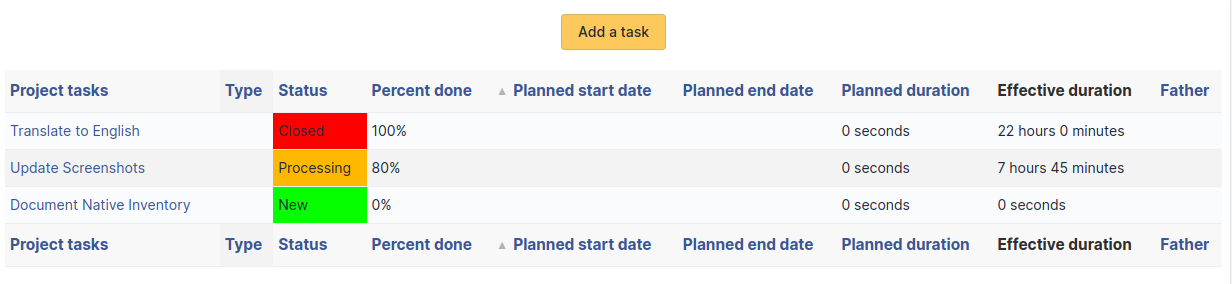 Add a task
Project tasks Type Status Percent done ▲ Planned start date Planned end date Planned duration Effective duration Father
Translate to English Closed 100% 0 seconds 22 hours 0 minutes
Update Screenshots Processing 80% 0 seconds 7 hours 45 minutes
Document Native Inventory New 0% 0 seconds 0 seconds
Project tasks Type Status Percent done ▲ Planned start date Planned end date Planned duration Effective duration Father